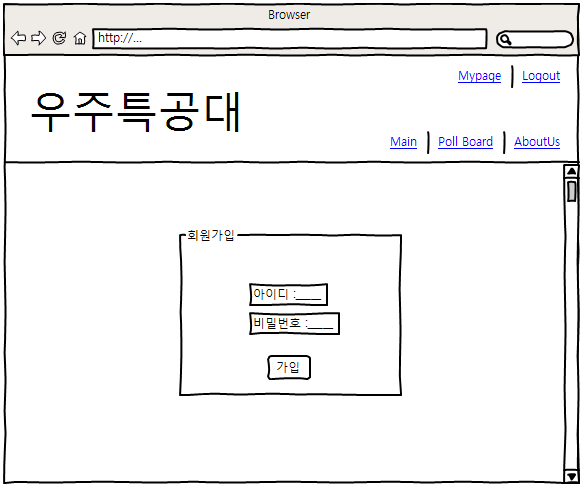 Browser
http://...
Mypage
Logout
우주특공대
Main
Poll Board
AboutUs
회원가입
아이디 :____
비밀번호 :____
가입